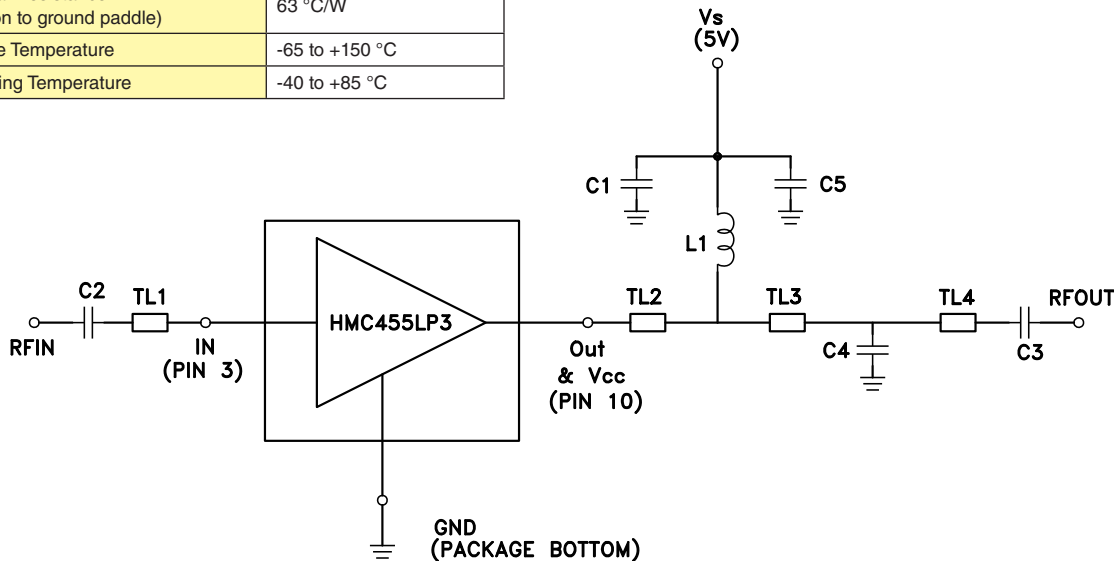 on to ground paddle)
63 °C/W
e Temperature
-65 to +150 °C
ing Temperature
-40 to +85 °C
Vs
(5V)
C1
C5
L1
C2
TL1
TL2
TL3
TL4
RFOUT
RFIN
IN
(PIN 3)
HMC455LP3
Out
& Vcc
(PIN 10)
C4
C3
GND
(PACKAGE BOTTOM)